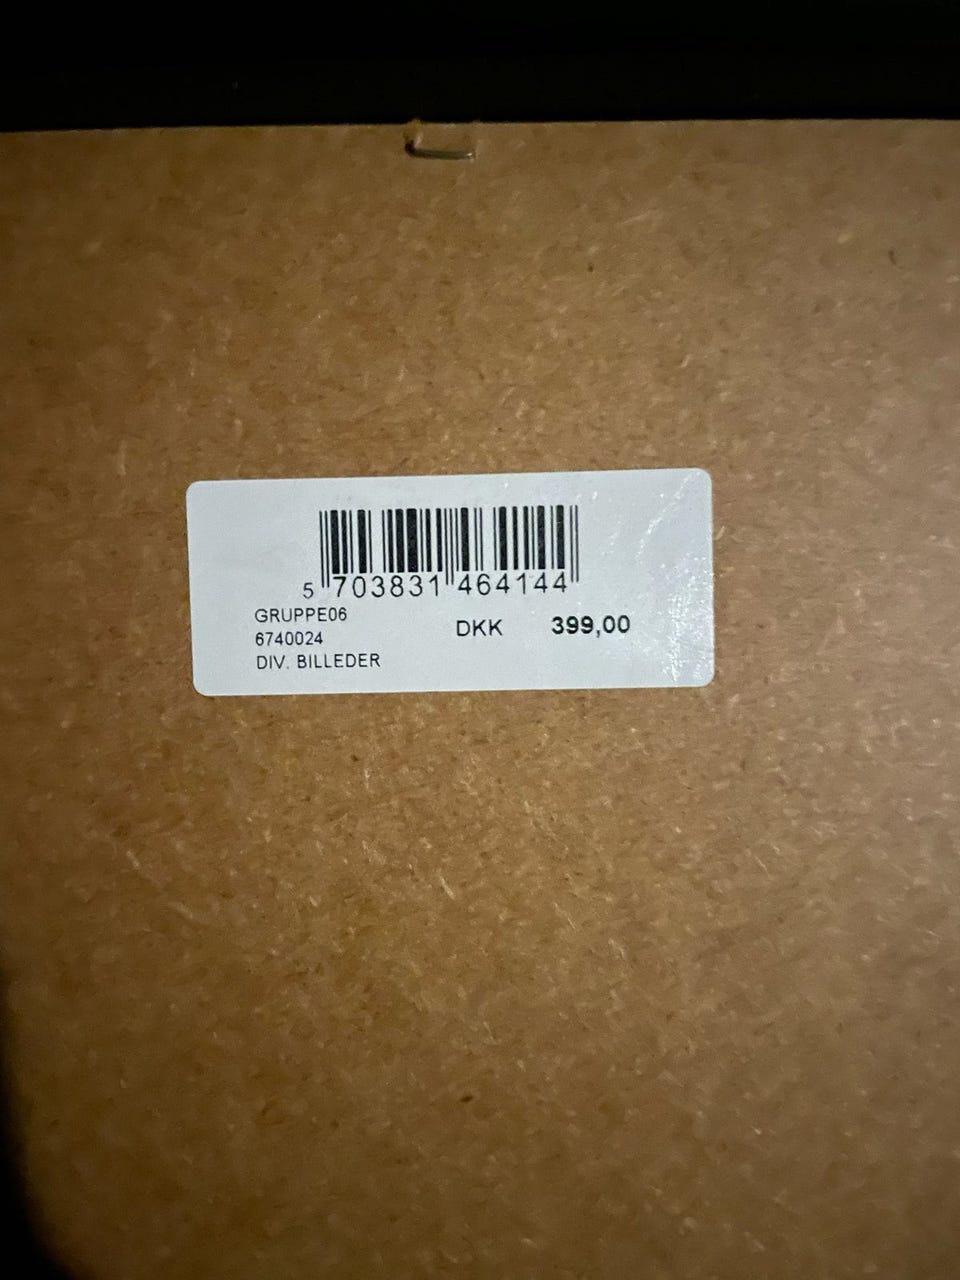 5 703831 464144
GRUPPE06
6740024
DKK 399,00
DIV. BILLEDER